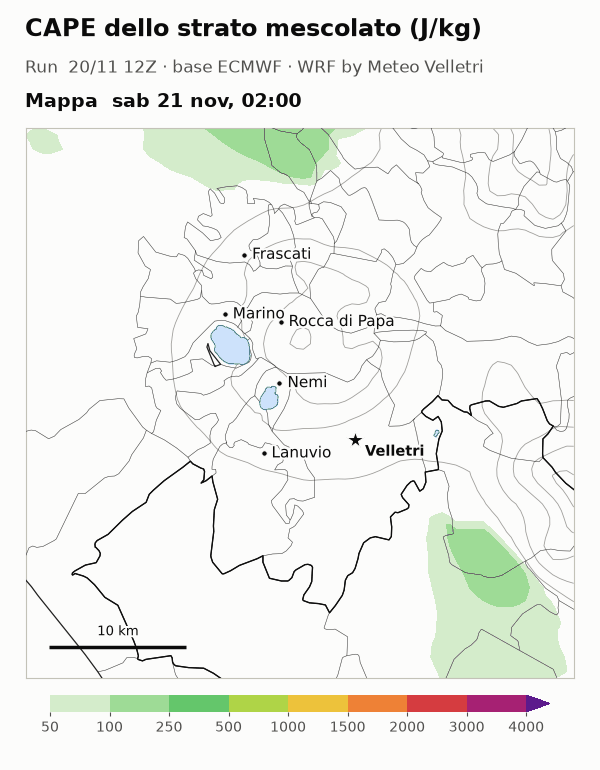 CAPE dello strato mescolato (J/kg)
Run  20/11 12Z · base ECMWF · WRF by Meteo Velletri
Mappa  sab 21 nov, 02:00
Frascati
Marino
Rocca di Papa
Nemi
Velletri
Lanuvio
10 km
50 100 250 500 1000 1500 2000 3000 4000